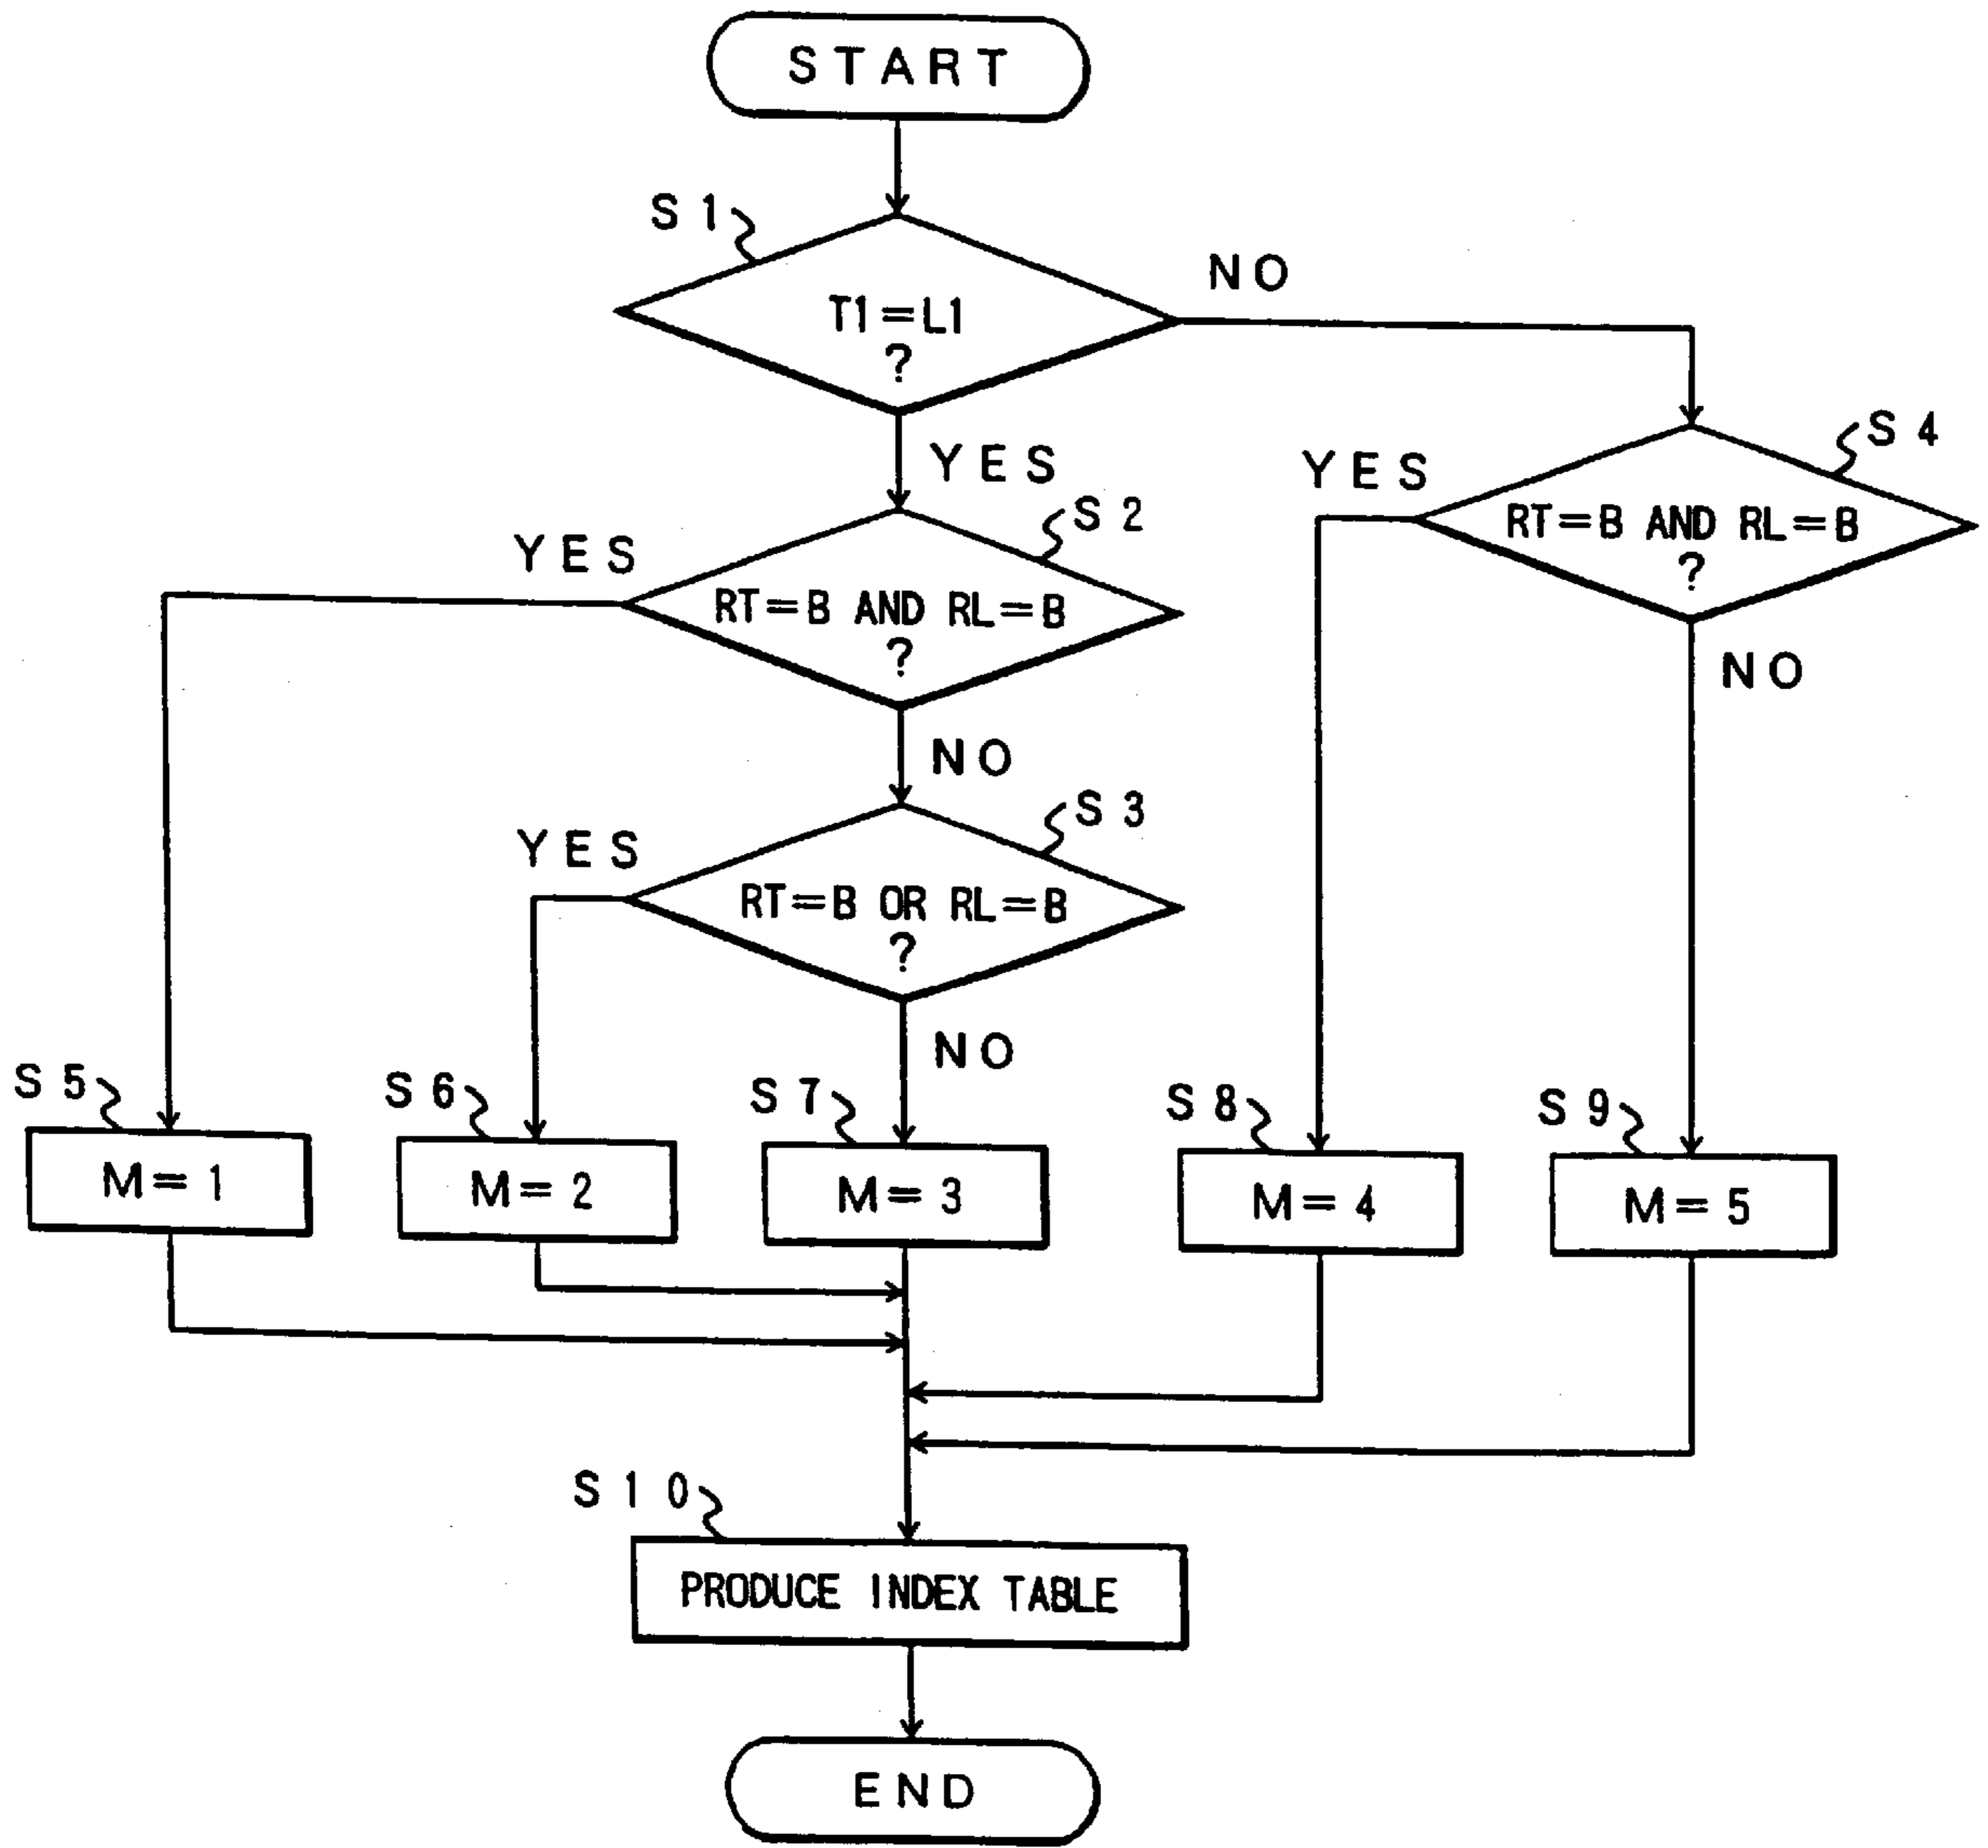 START
S1
T1=L1
?
NO
YES
S2
YES
RT=B AND RL=B
?
NO
S4
YES
RT=B AND RL=B
?
NO
S3
YES
RT=B OR RL=B
?
NO
S5
M=1
S6
M=2
S7
M=3
S8
M=4
S9
M=5
S10
PRODUCE INDEX TABLE
END